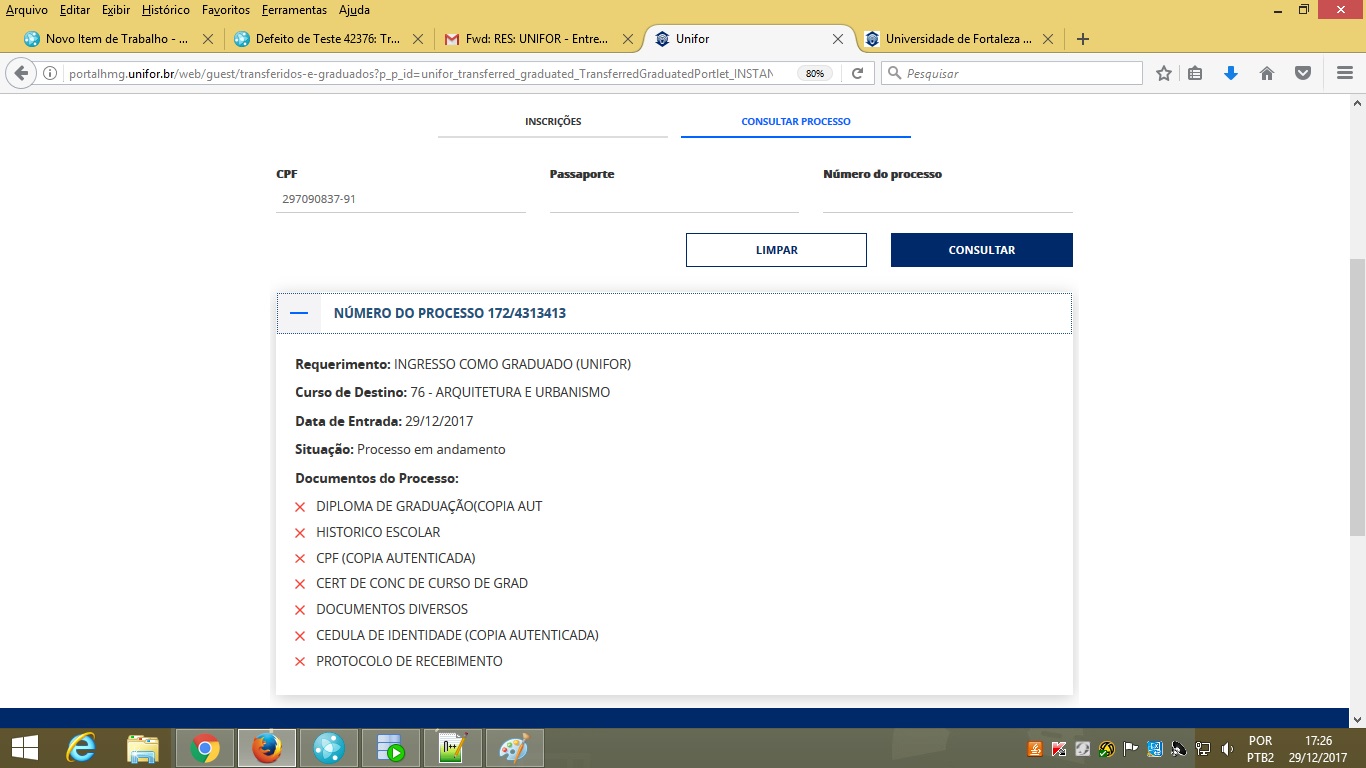 Arquivo Editar Exibir Histórico Favoritos Ferramentas Ajuda
Novo Item de Trabalho - ... Defeito de Teste 42376: Tr... Fwd: RES: UNIFOR - Entre... Unifor Universidade de Fortaleza ...
portalhmg.unifor.br/web/guest/transferidos-e-graduados?p_p_id=unifor_transferred_graduated_TransferredGraduatedPortlet_INSTAN 80% Pesquisar
INSCRIÇÕES CONSULTAR PROCESSO
CPF Passaporte Número do processo
297090837-91
LIMPAR CONSULTAR
NÚMERO DO PROCESSO 172/4313413
Requerimento: INGRESSO COMO GRADUADO (UNIFOR)
Curso de Destino: 76 - ARQUITETURA E URBANISMO
Data de Entrada: 29/12/2017
Situação: Processo em andamento
Documentos do Processo:
DIPLOMA DE GRADUAÇÃO(COPIA AUT
HISTORICO ESCOLAR
CPF (COPIA AUTENTICADA)
CERT DE CONC DE CURSO DE GRAD
DOCUMENTOS DIVERSOS
CEDULA DE IDENTIDADE (COPIA AUTENTICADA)
PROTOCOLO DE RECEBIMENTO
POR 17:26
PTB2 29/12/2017